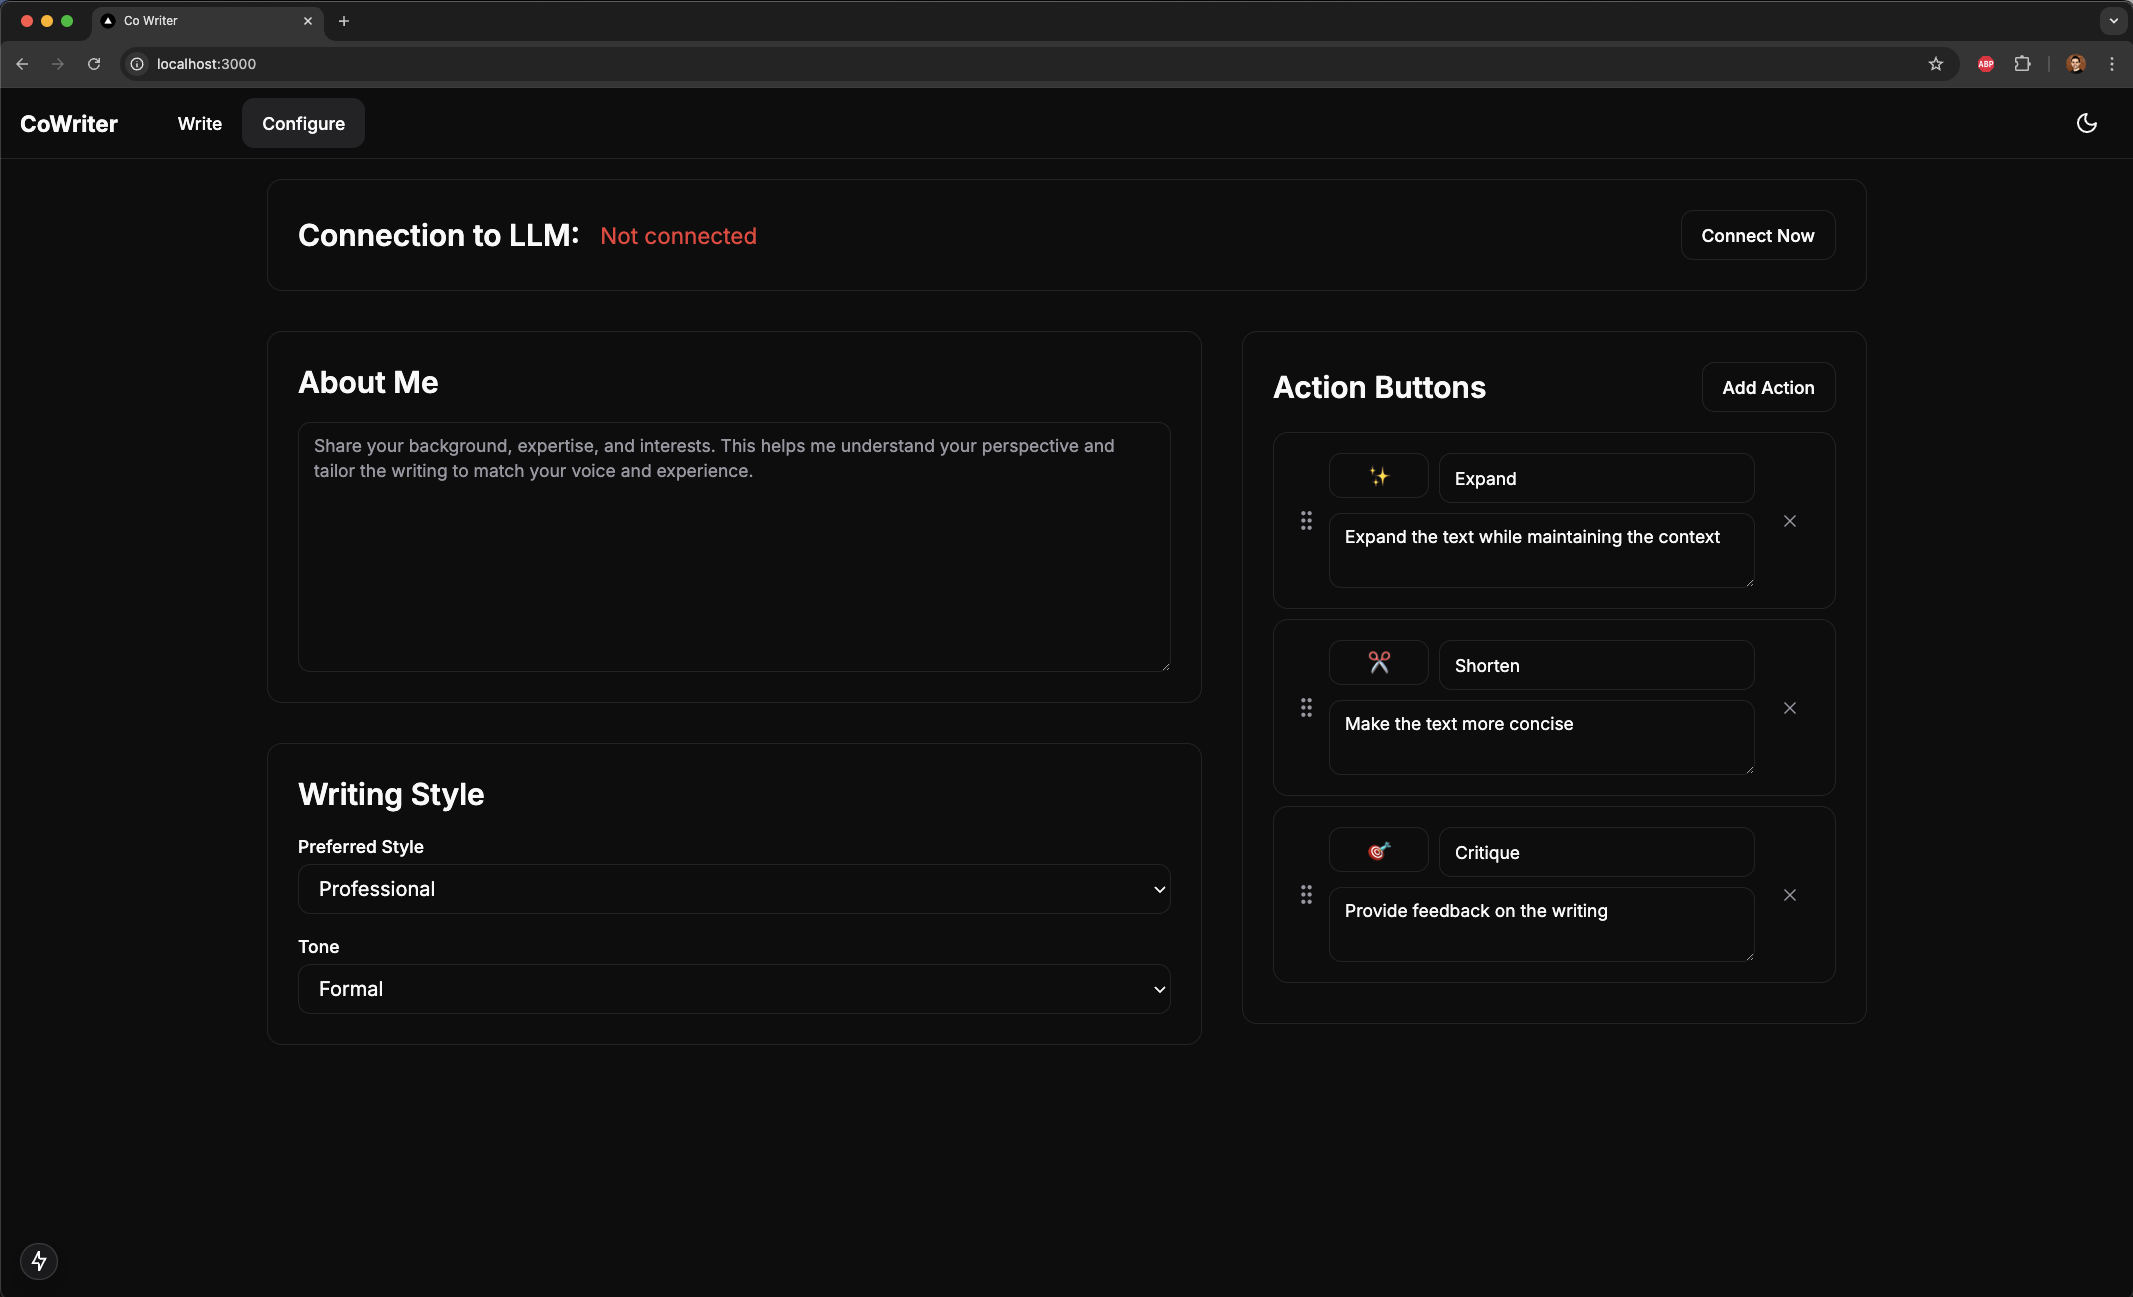 Co Writer
localhost:3000
ABP
CoWriter
Write
Configure
Connection to LLM: Not connected
Connect Now
About Me
Share your background, expertise, and interests. This helps me understand your perspective and
tailor the writing to match your voice and experience.
Writing Style
Preferred Style
Professional
Tone
Formal
Action Buttons
Add Action
Expand
Expand the text while maintaining the context
Shorten
Make the text more concise
Critique
Provide feedback on the writing